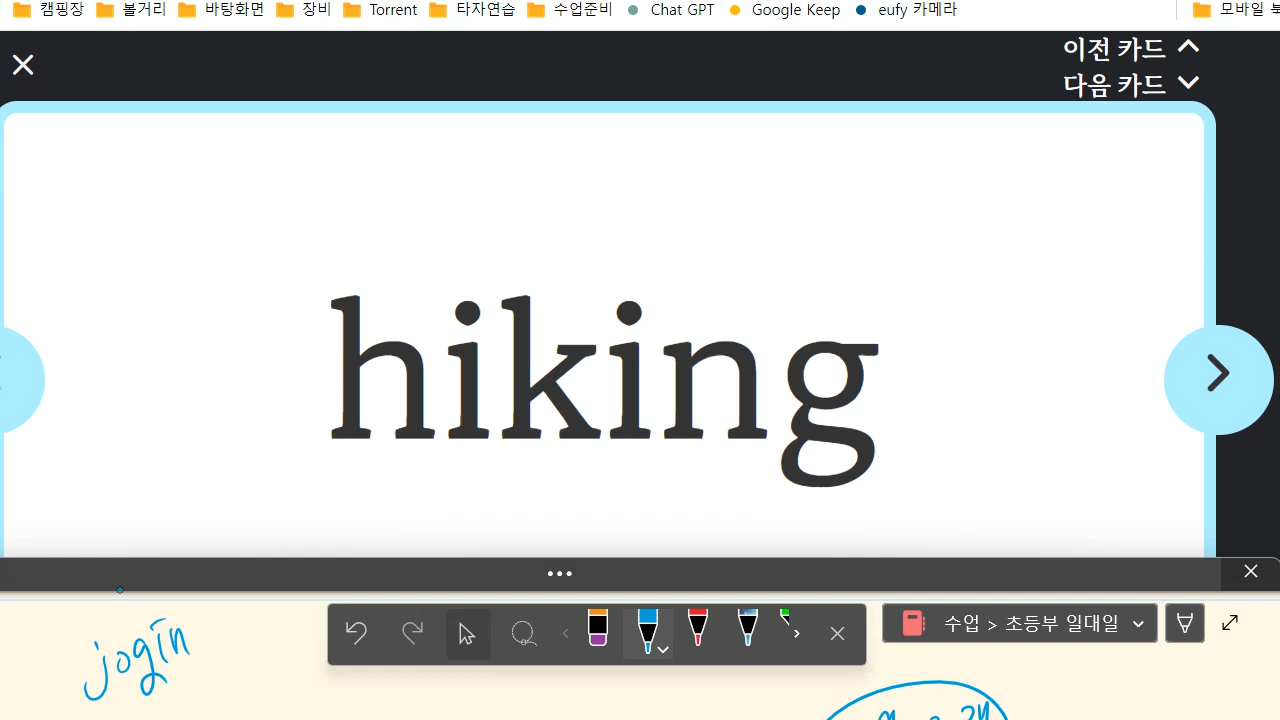 캠핑장 볼거리 바탕화면 장비 Torrent 타자연습 수업준비 Chat GPT Google Keep eufy 카메라 모바일
이전 카드
다음 카드
hiking
수업 > 초등부 일대일
jogin